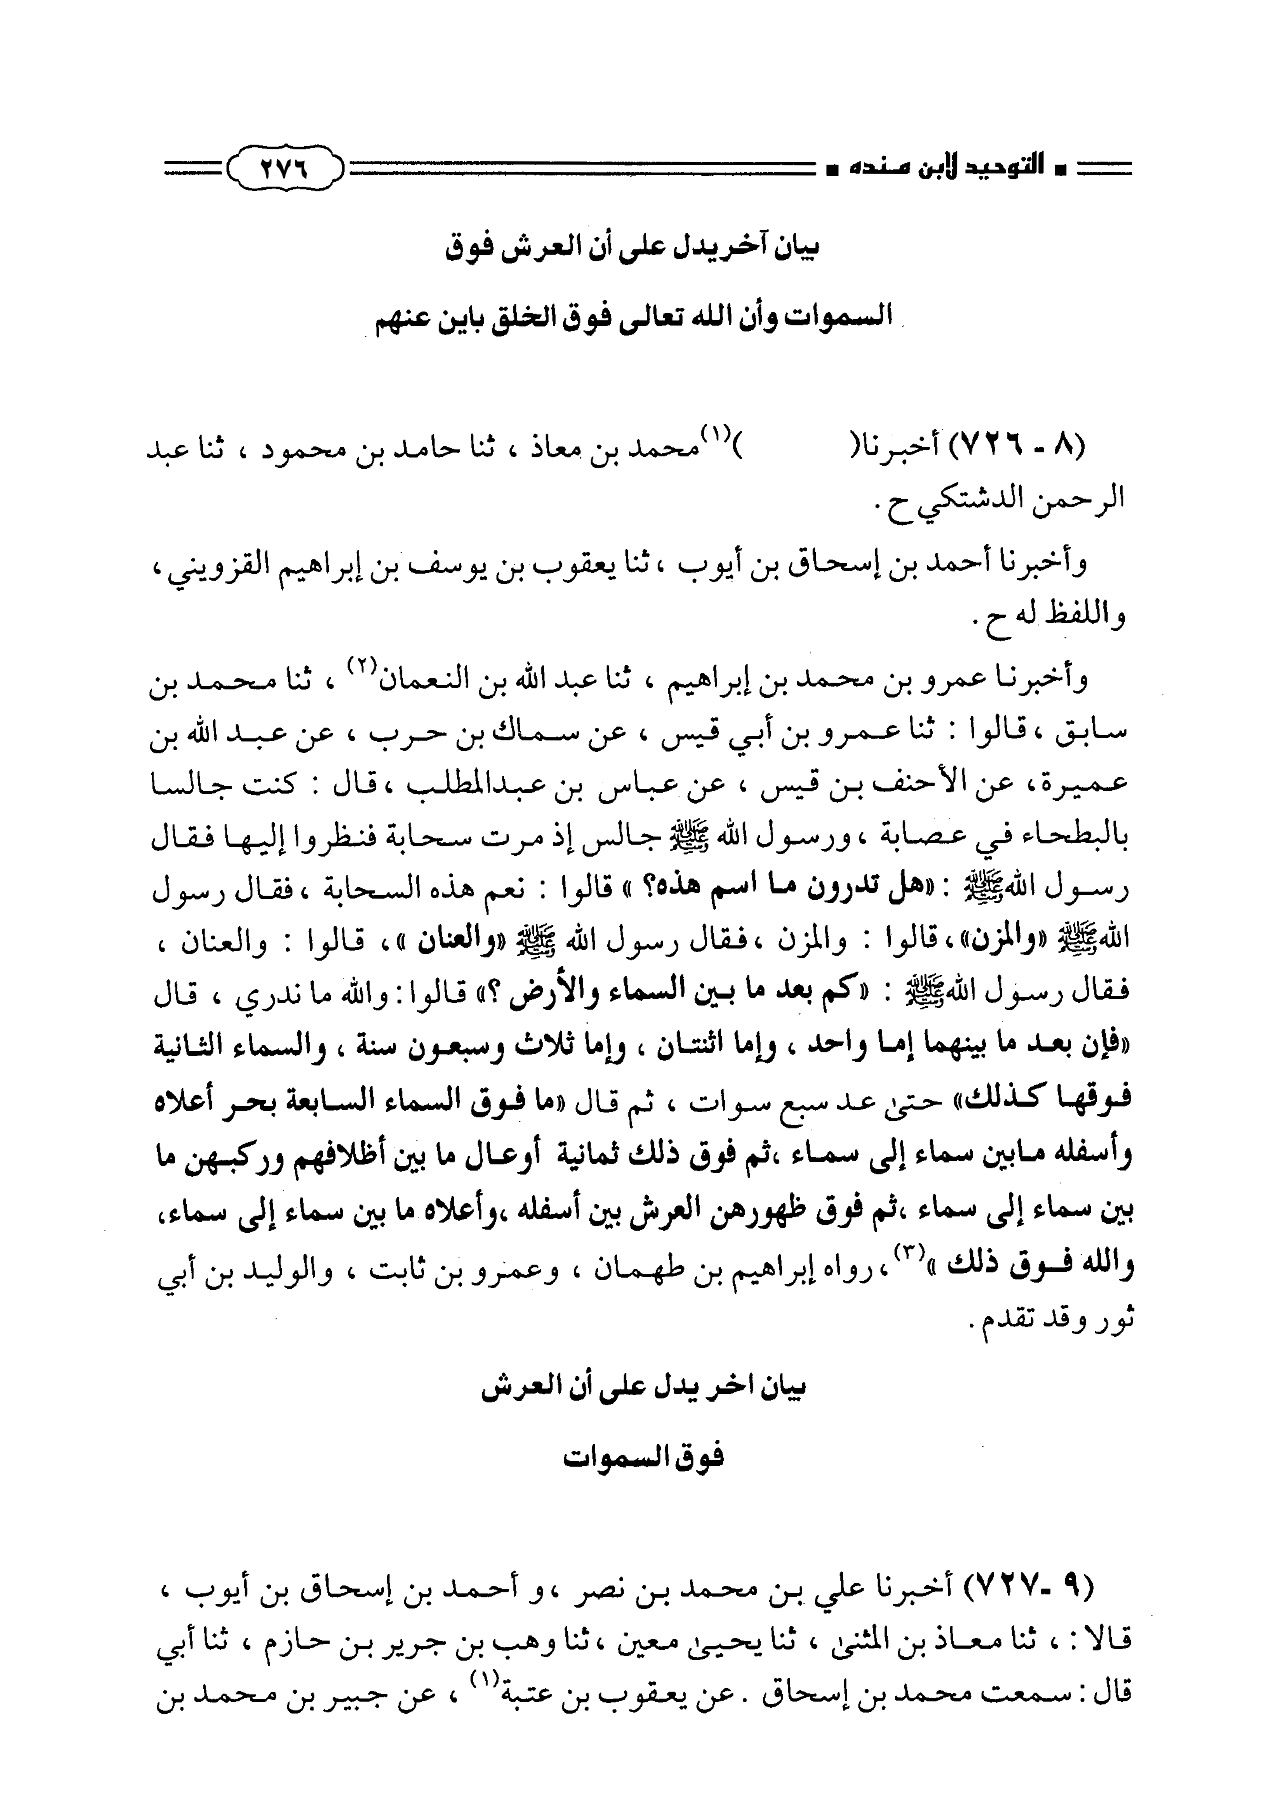 ■ التوحيد لابن منده ■ ٢٧٦
بيان آخر يدل على أن العرش فوق
السموات وأن الله تعالى فوق الخلق باين عنهم
(٨ - ٧٢٦) أخبرنا( )(١)محمد بن معاذ ، ثنا حامد بن محمود ، ثنا عبد
الرحمن الدشتكي ح .
وأخبرنا أحمد بن إسحاق بن أيوب ، ثنا يعقوب بن يوسف بن إبراهيم القزويني ،
واللفظ له ح .
وأخبرنا عمرو بن محمد بن إبراهيم ، ثنا عبد الله بن النعمان(٢) ، ثنا محمد بن
سابق ، قالوا : ثنا عمرو بن أبي قيس ، عن سماك بن حرب ، عن عبد الله بن
عميرة، عن الأحنف بن قيس ، عن عباس بن عبدالمطلب ، قال : كنت جالسا
بالبطحاء في عصابة ، ورسول الله ﷺ جالس إذ مرت سحابة فنظروا إليها فقال
رسول الله ﷺ : «هل تدرون ما اسم هذه؟ » قالوا : نعم هذه السحابة ، فقال رسول
الله ﷺ «والمزن»، قالوا : والمزن ، فقال رسول الله ﷺ «والعنان »، قالوا : والعنان ،
فقال رسول الله ﷺ : «كم بعد ما بين السماء والأرض ؟» قالوا : والله ما ندري ، قال
«فإن بعد ما بينهما إما واحد ، وإما اثنتان ، وإما ثلاث وسبعون سنة ، والسماء الثانية
فوقها كذلك» حتى عد سبع سوات ، ثم قال «ما فوق السماء السابعة بحر أعلاه
وأسفله مابين سماء إلى سماء ،ثم فوق ذلك ثمانية أوعال ما بين أظلافهم وركبهن ما
بين سماء إلى سماء ،ثم فوق ظهورهن العرش بين أسفله ،وأعلاه ما بين سماء إلى سماء،
والله فوق ذلك »(٣)، رواه إبراهيم بن طهمان ، وعمرو بن ثابت ، والوليد بن أبي
ثور وقد تقدم .
بيان اخر يدل على أن العرش
فوق السموات
(٩ -٧٢٧) أخبرنا علي بن محمد بن نصر ،و أحمد بن إسحاق بن أيوب ،
قالا : ، ثنا معاذ بن المثنى ، ثنا يحيى معين ،ثنا وهب بن جرير بن حازم ، ثنا أبي
قال : سمعت محمد بن إسحاق . عن يعقوب بن عتبة(١) ، عن جبير بن محمد بن